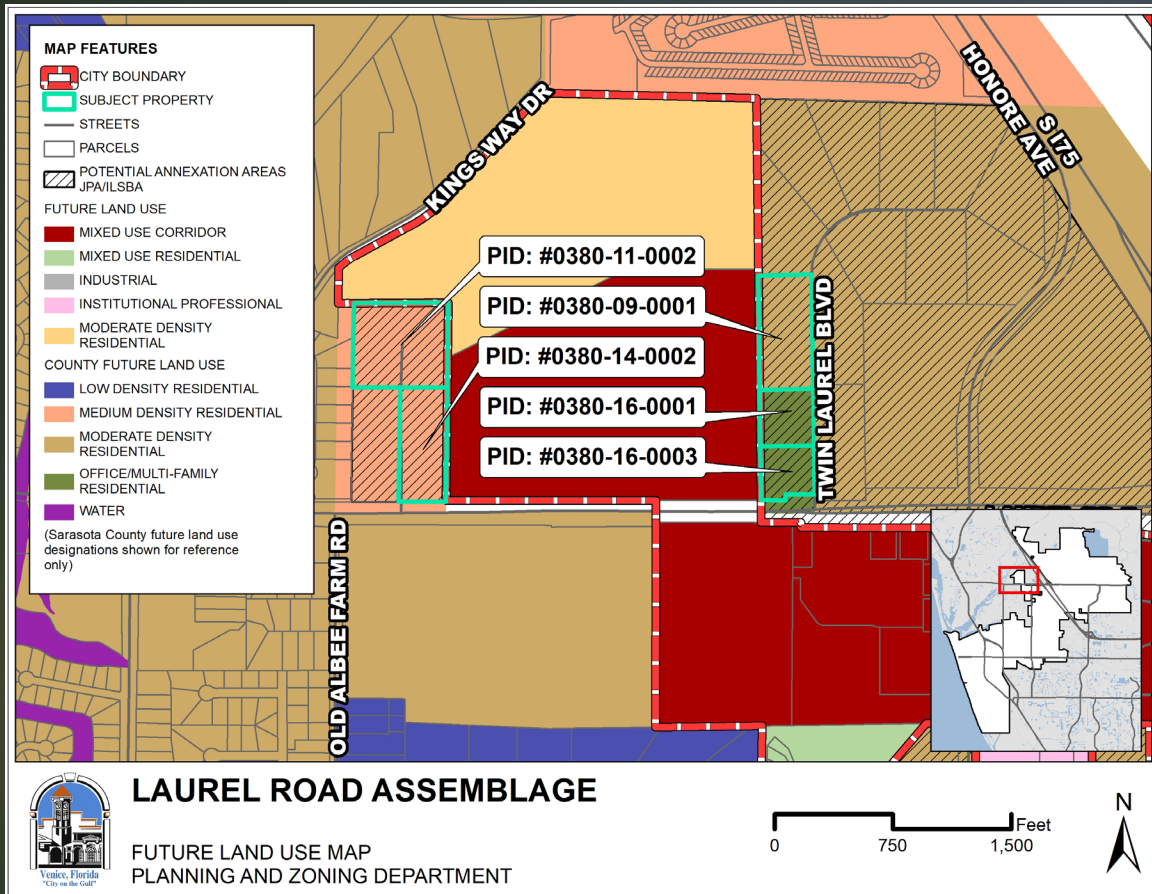 MAP FEATURES
CITY BOUNDARY
SUBJECT PROPERTY
STREETS
PARCELS
POTENTIAL ANNEXATION AREAS
JPA/ILSBA
FUTURE LAND USE
MIXED USE CORRIDOR
MIXED USE RESIDENTIAL
INDUSTRIAL
INSTITUTIONAL PROFESSIONAL
MODERATE DENSITY
RESIDENTIAL
COUNTY FUTURE LAND USE
LOW DENSITY RESIDENTIAL
MEDIUM DENSITY RESIDENTIAL
MODERATE DENSITY
RESIDENTIAL
OFFICE/MULTI-FAMILY
RESIDENTIAL
WATER
(Sarasota County future land use
designations shown for reference
only)
KINGS WAY DR
HONORE AVE
S I75
PID: #0380-11-0002
PID: #0380-09-0001
PID: #0380-14-0002
PID: #0380-16-0001
PID: #0380-16-0003
TWIN LAUREL BLVD
OLD ALBEE FARM RD
LAUREL ROAD ASSEMBLAGE
FUTURE LAND USE MAP
PLANNING AND ZONING DEPARTMENT
Venice, Florida
"City on the Gulf"
Feet
0 750 1,500
N